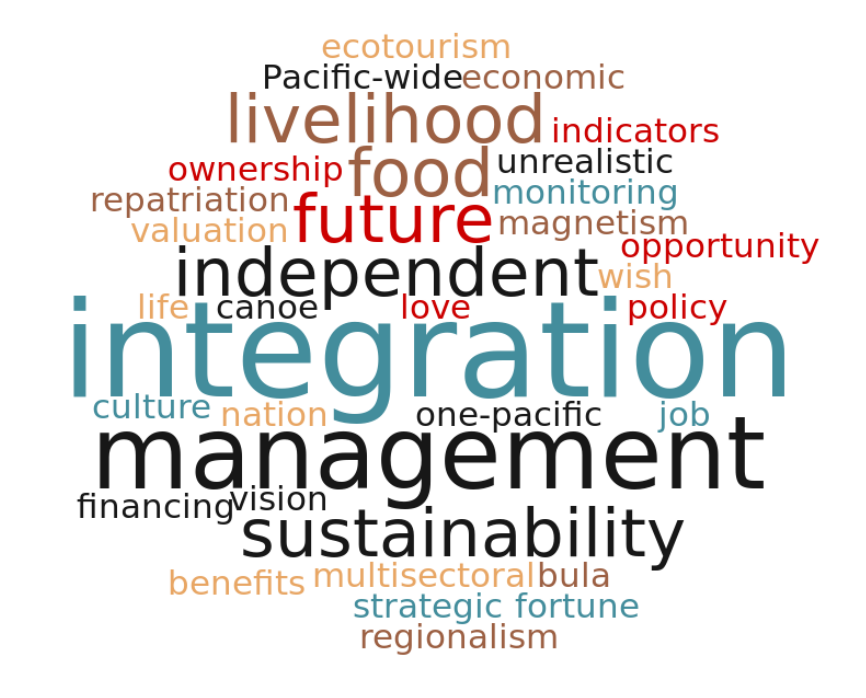 ecotourism
Pacific-wide economic
livelihood indicators
ownership food unrealistic
repatriation monitoring
valuation future magnetism
opportunity
independent wish
life canoe love policy
integration
culture nation one-pacific job
management
financing vision
sustainability
benefits multisectoral bula
strategic fortune
regionalism